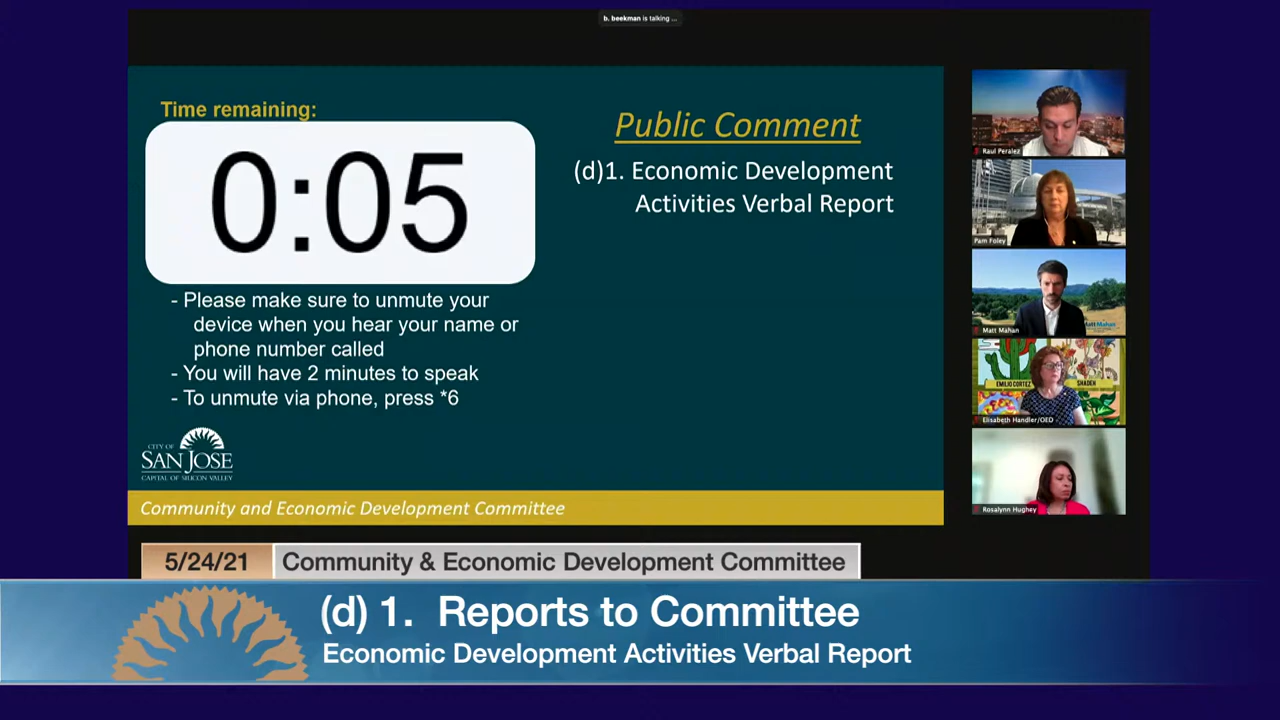 b. beekman is talking ...
Time remaining:
0:05
- Please make sure to unmute your
device when you hear your name or
phone number called
- You will have 2 minutes to speak
- To unmute via phone, press *6
Public Comment
(d)1. Economic Development
Activities Verbal Report
CITY OF
SAN JOSE
CAPITAL OF SILICON VALLEY
Community and Economic Development Committee
Raul Peralez
Pam Foley
Matt Mahan
EMILIO CORTEZ
SHADEN
Elisabeth Handler/OED
Rosalynn Hughey
5/24/21
Community & Economic Development Committee
(d) 1. Reports to Committee
Economic Development Activities Verbal Report